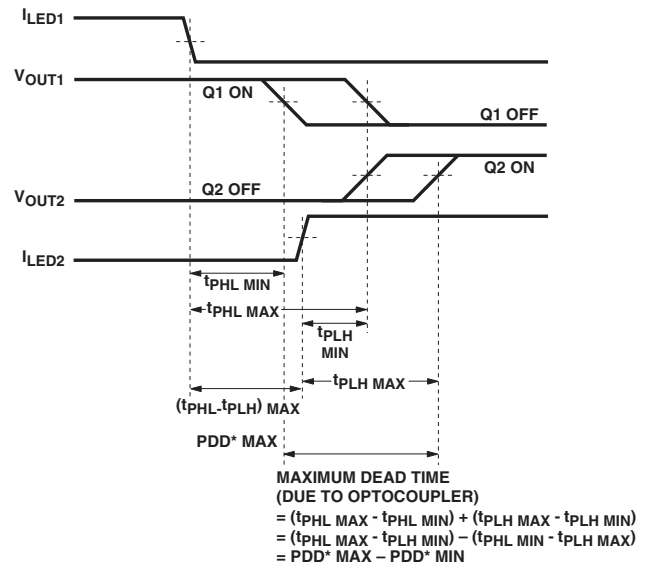 ILED1
VOUT1
Q1 ON
Q1 OFF
Q2 ON
Q2 OFF
VOUT2
ILED2
tPHL MIN
tPHL MAX
tPLH
MIN
tPLH MAX
(tPHL-tPLH) MAX
PDD* MAX
MAXIMUM DEAD TIME
(DUE TO OPTOCOUPLER)
= (tPHL MAX - tPHL MIN) + (tPLH MAX - tPLH MIN)
= (tPHL MAX - tPLH MIN) – (tPHL MIN - tPLH MAX)
= PDD* MAX – PDD* MIN